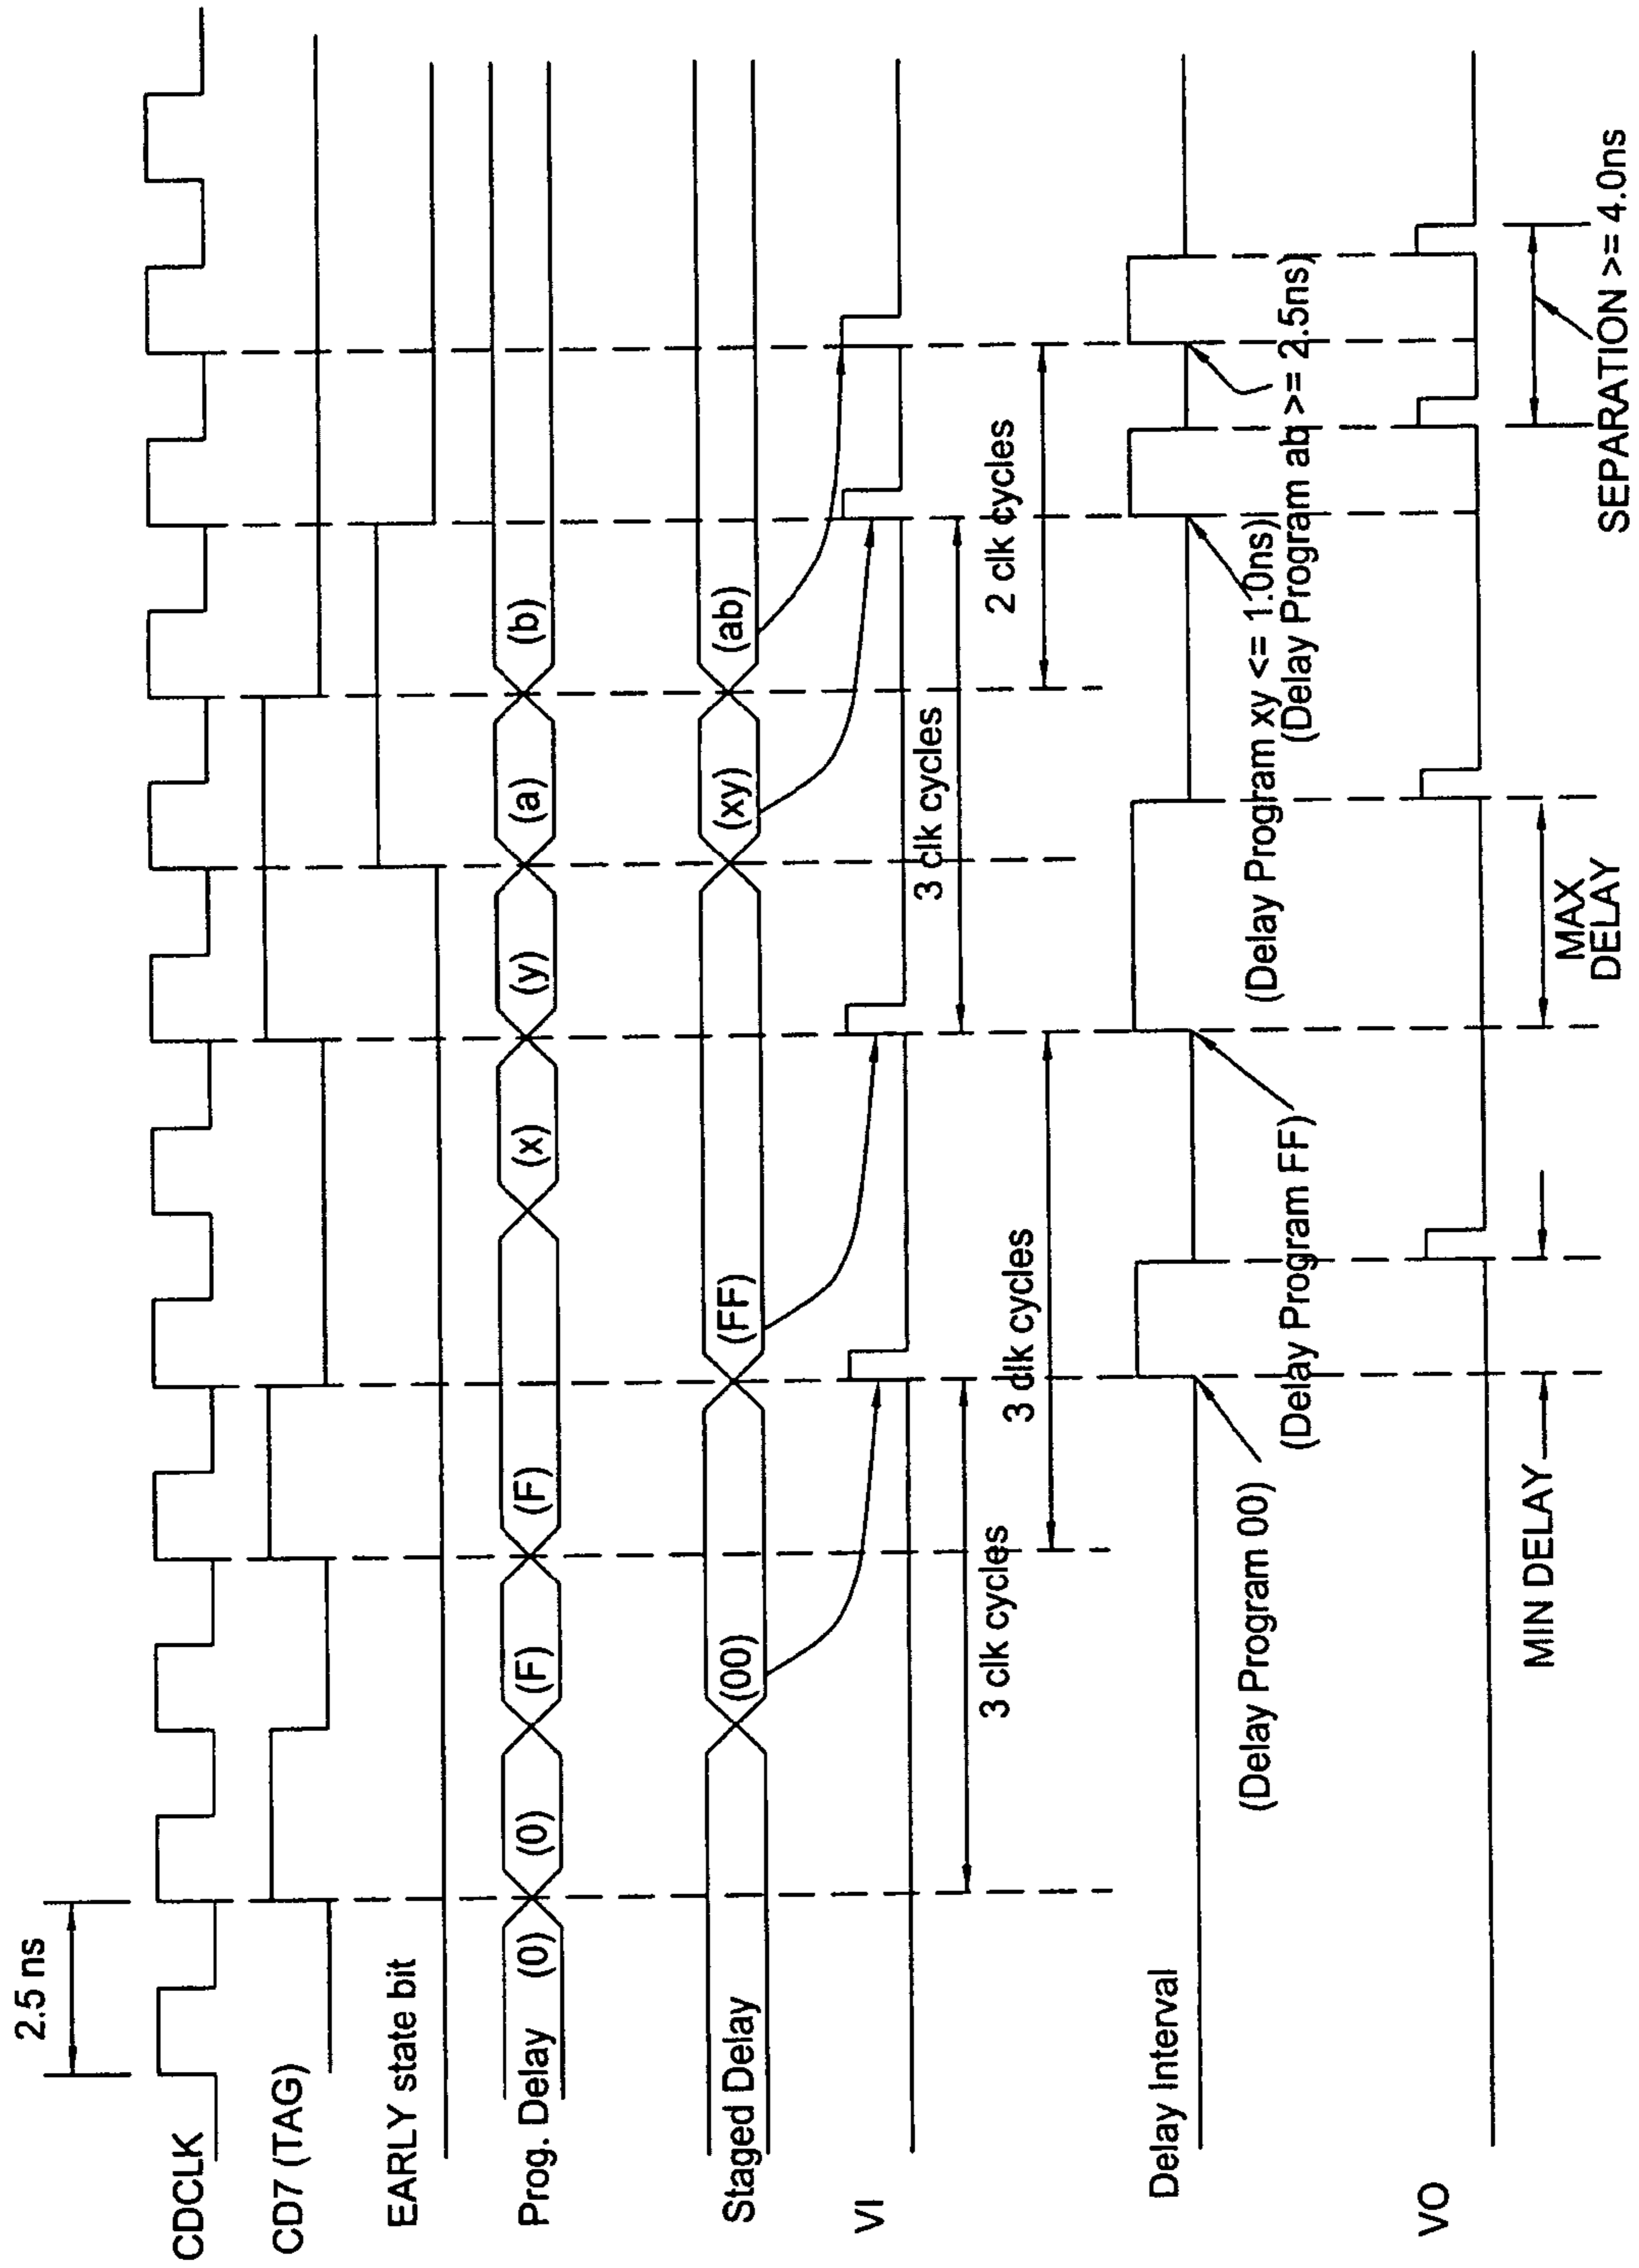 2.5 ns
CDCLK
CD7 (TAG)
EARLY state bit
Prog. Delay (0) (0) (F) (F) (x) (y) (a) (b)
Staged Delay (00) (FF) (xy) (ab)
VI
3 clk cycles 3 clk cycles
3 clk cycles 2 clk cycles
Delay Interval
(Delay Program 00) (Delay Program xy <= 1.0ns)
(Delay Program FF) (Delay Program ab >= 2.5ns)
VO
MIN DELAY MAX
DELAY
SEPARATION >= 4.0ns